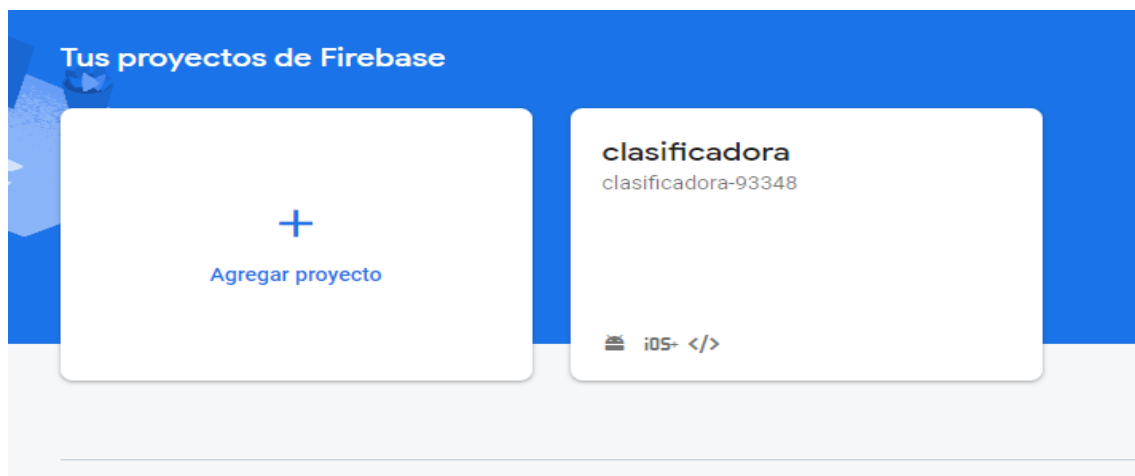 Tus proyectos de Firebase
+
Agregar proyecto
clasificadora
clasificadora-93348
iOS+ </>